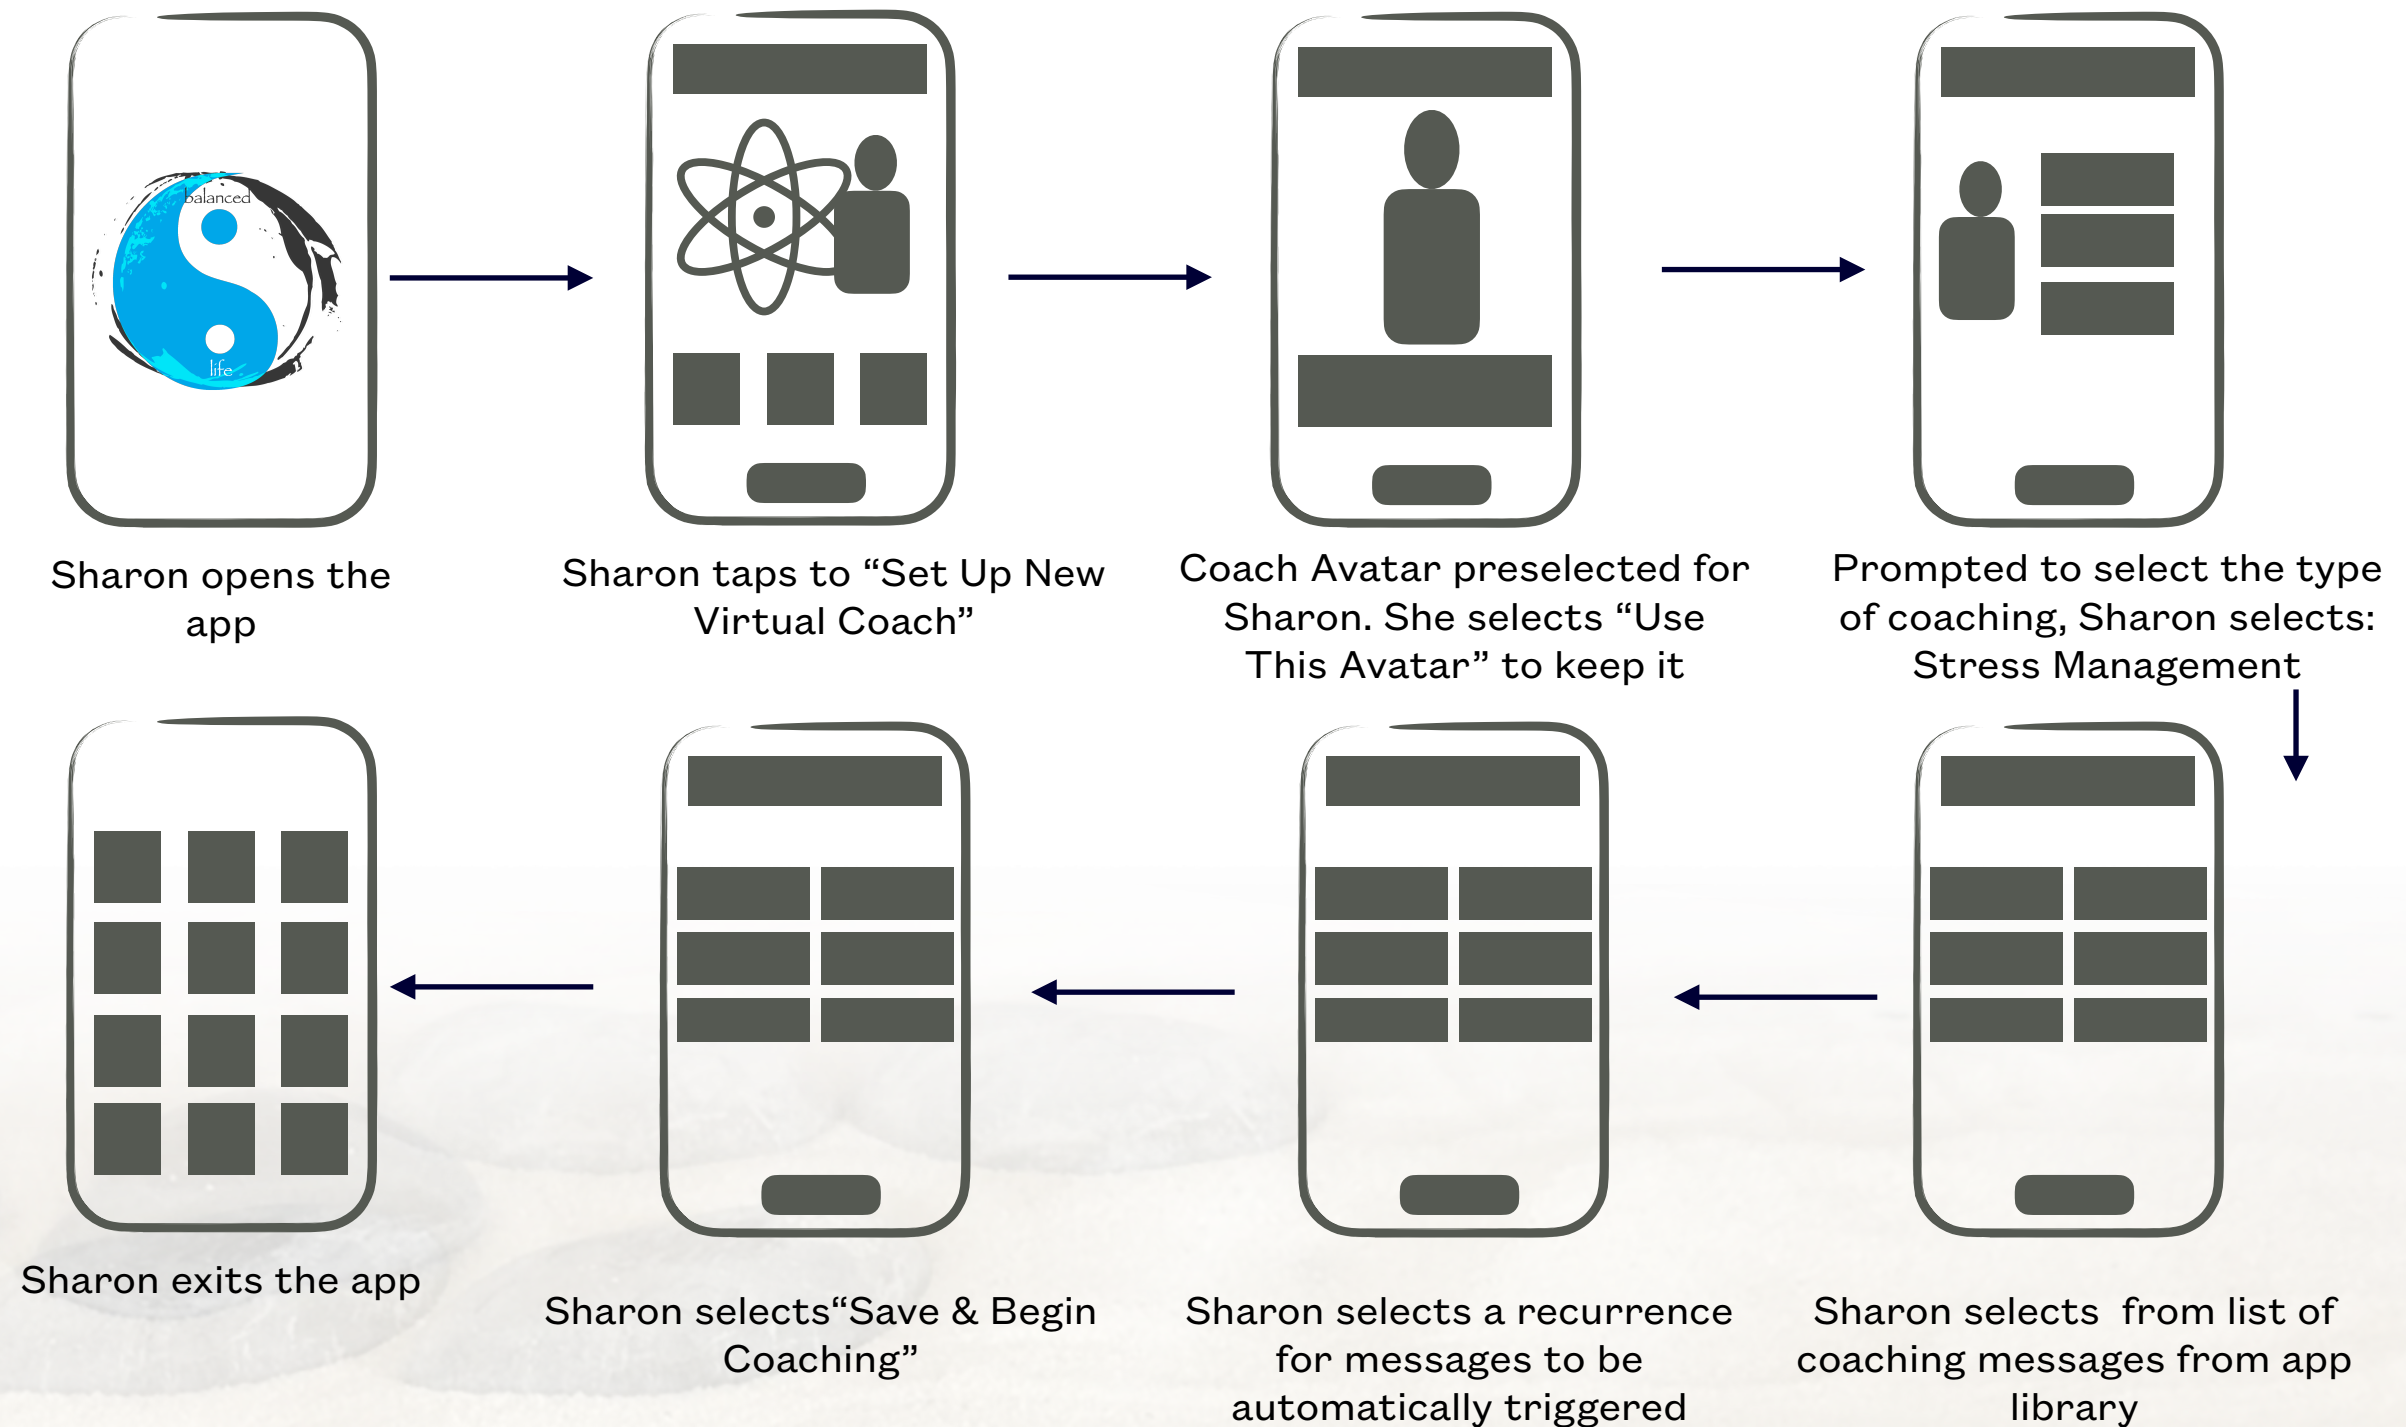 balanced
life
Sharon opens the
app
Sharon taps to “Set Up New
Virtual Coach”
Coach Avatar preselected for
Sharon. She selects “Use
This Avatar” to keep it
Prompted to select the type
of coaching, Sharon selects:
Stress Management
Sharon selects  from list of
coaching messages from app
library
Sharon selects a recurrence
for messages to be
automatically triggered
Sharon selects“Save & Begin
Coaching”
Sharon exits the app